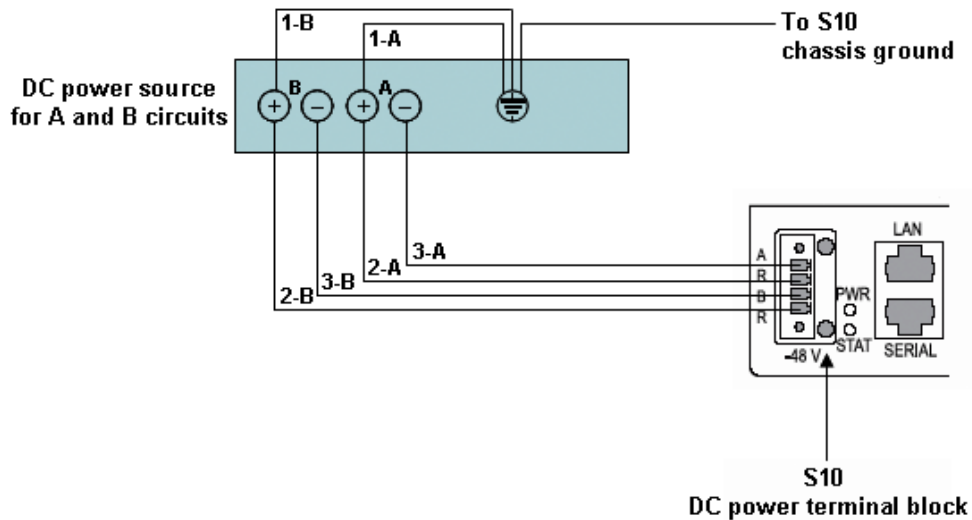 1-B
1-A
To S10
chassis ground
DC power source
for A and B circuits
+ B − + A −
3-A
2-A
3-B
2-B
A
R
B
R
LAN
PWR
STAT
SERIAL
-48 V
S10
DC power terminal block